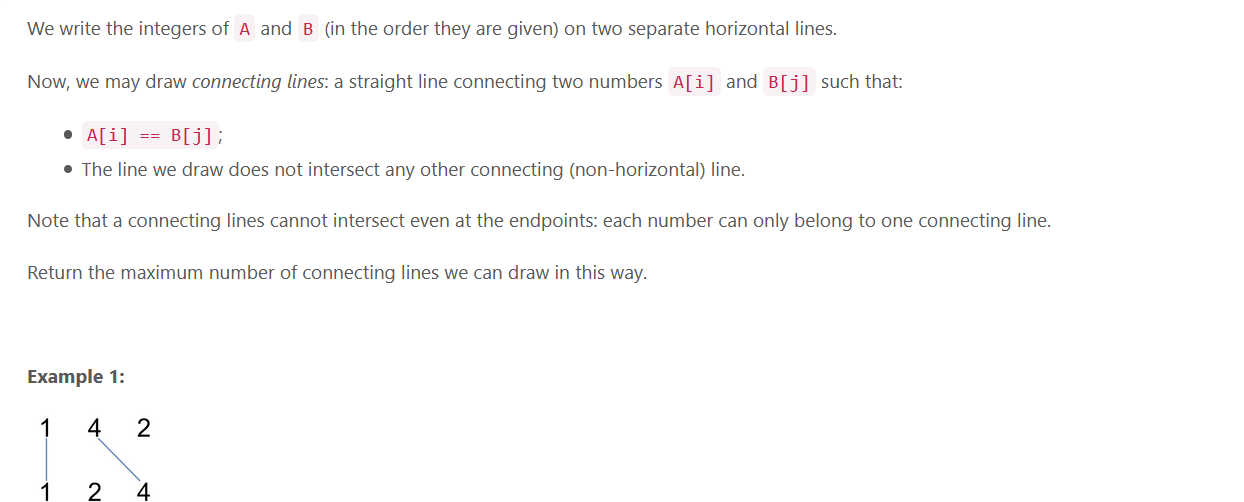 We write the integers of A and B (in the order they are given) on two separate horizontal lines.
Now, we may draw connecting lines: a straight line connecting two numbers A[i] and B[j] such that:
• A[i] == B[j];
• The line we draw does not intersect any other connecting (non-horizontal) line.
Note that a connecting lines cannot intersect even at the endpoints: each number can only belong to one connecting line.
Return the maximum number of connecting lines we can draw in this way.
Example 1:
1 4 2
1 2 4